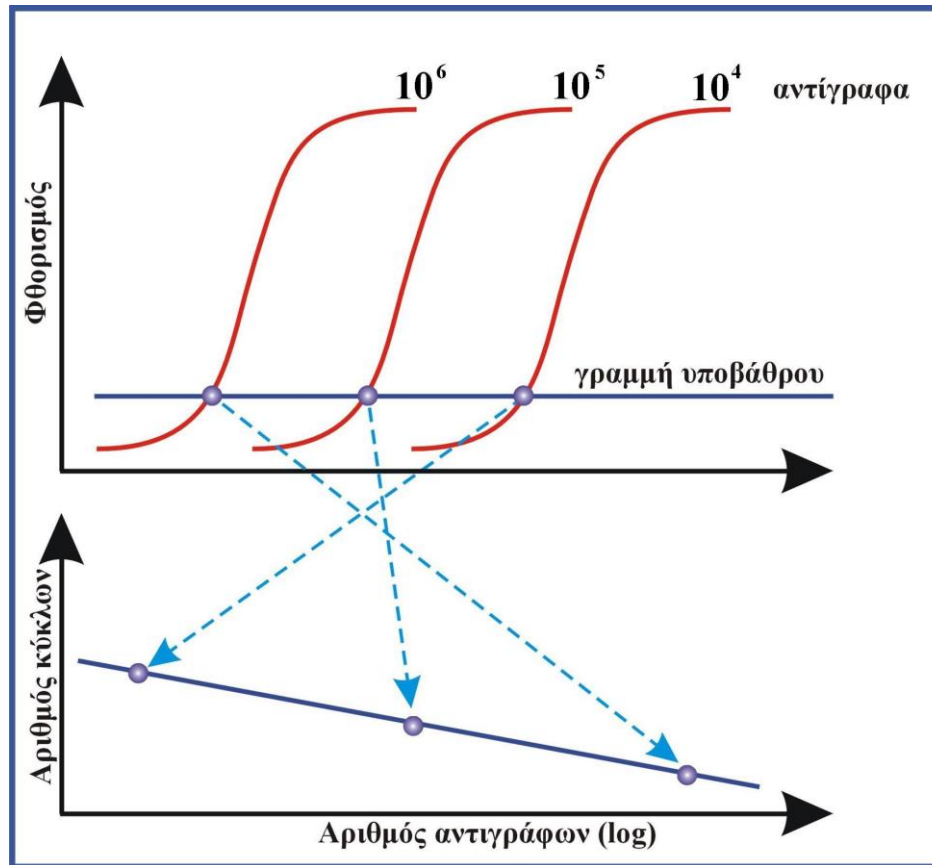 10⁶ 10⁵ 10⁴ αντίγραφα
Φθορισμός
γραμμή υποβάθρου
Αριθμός κύκλων
Αριθμός αντιγράφων (log)